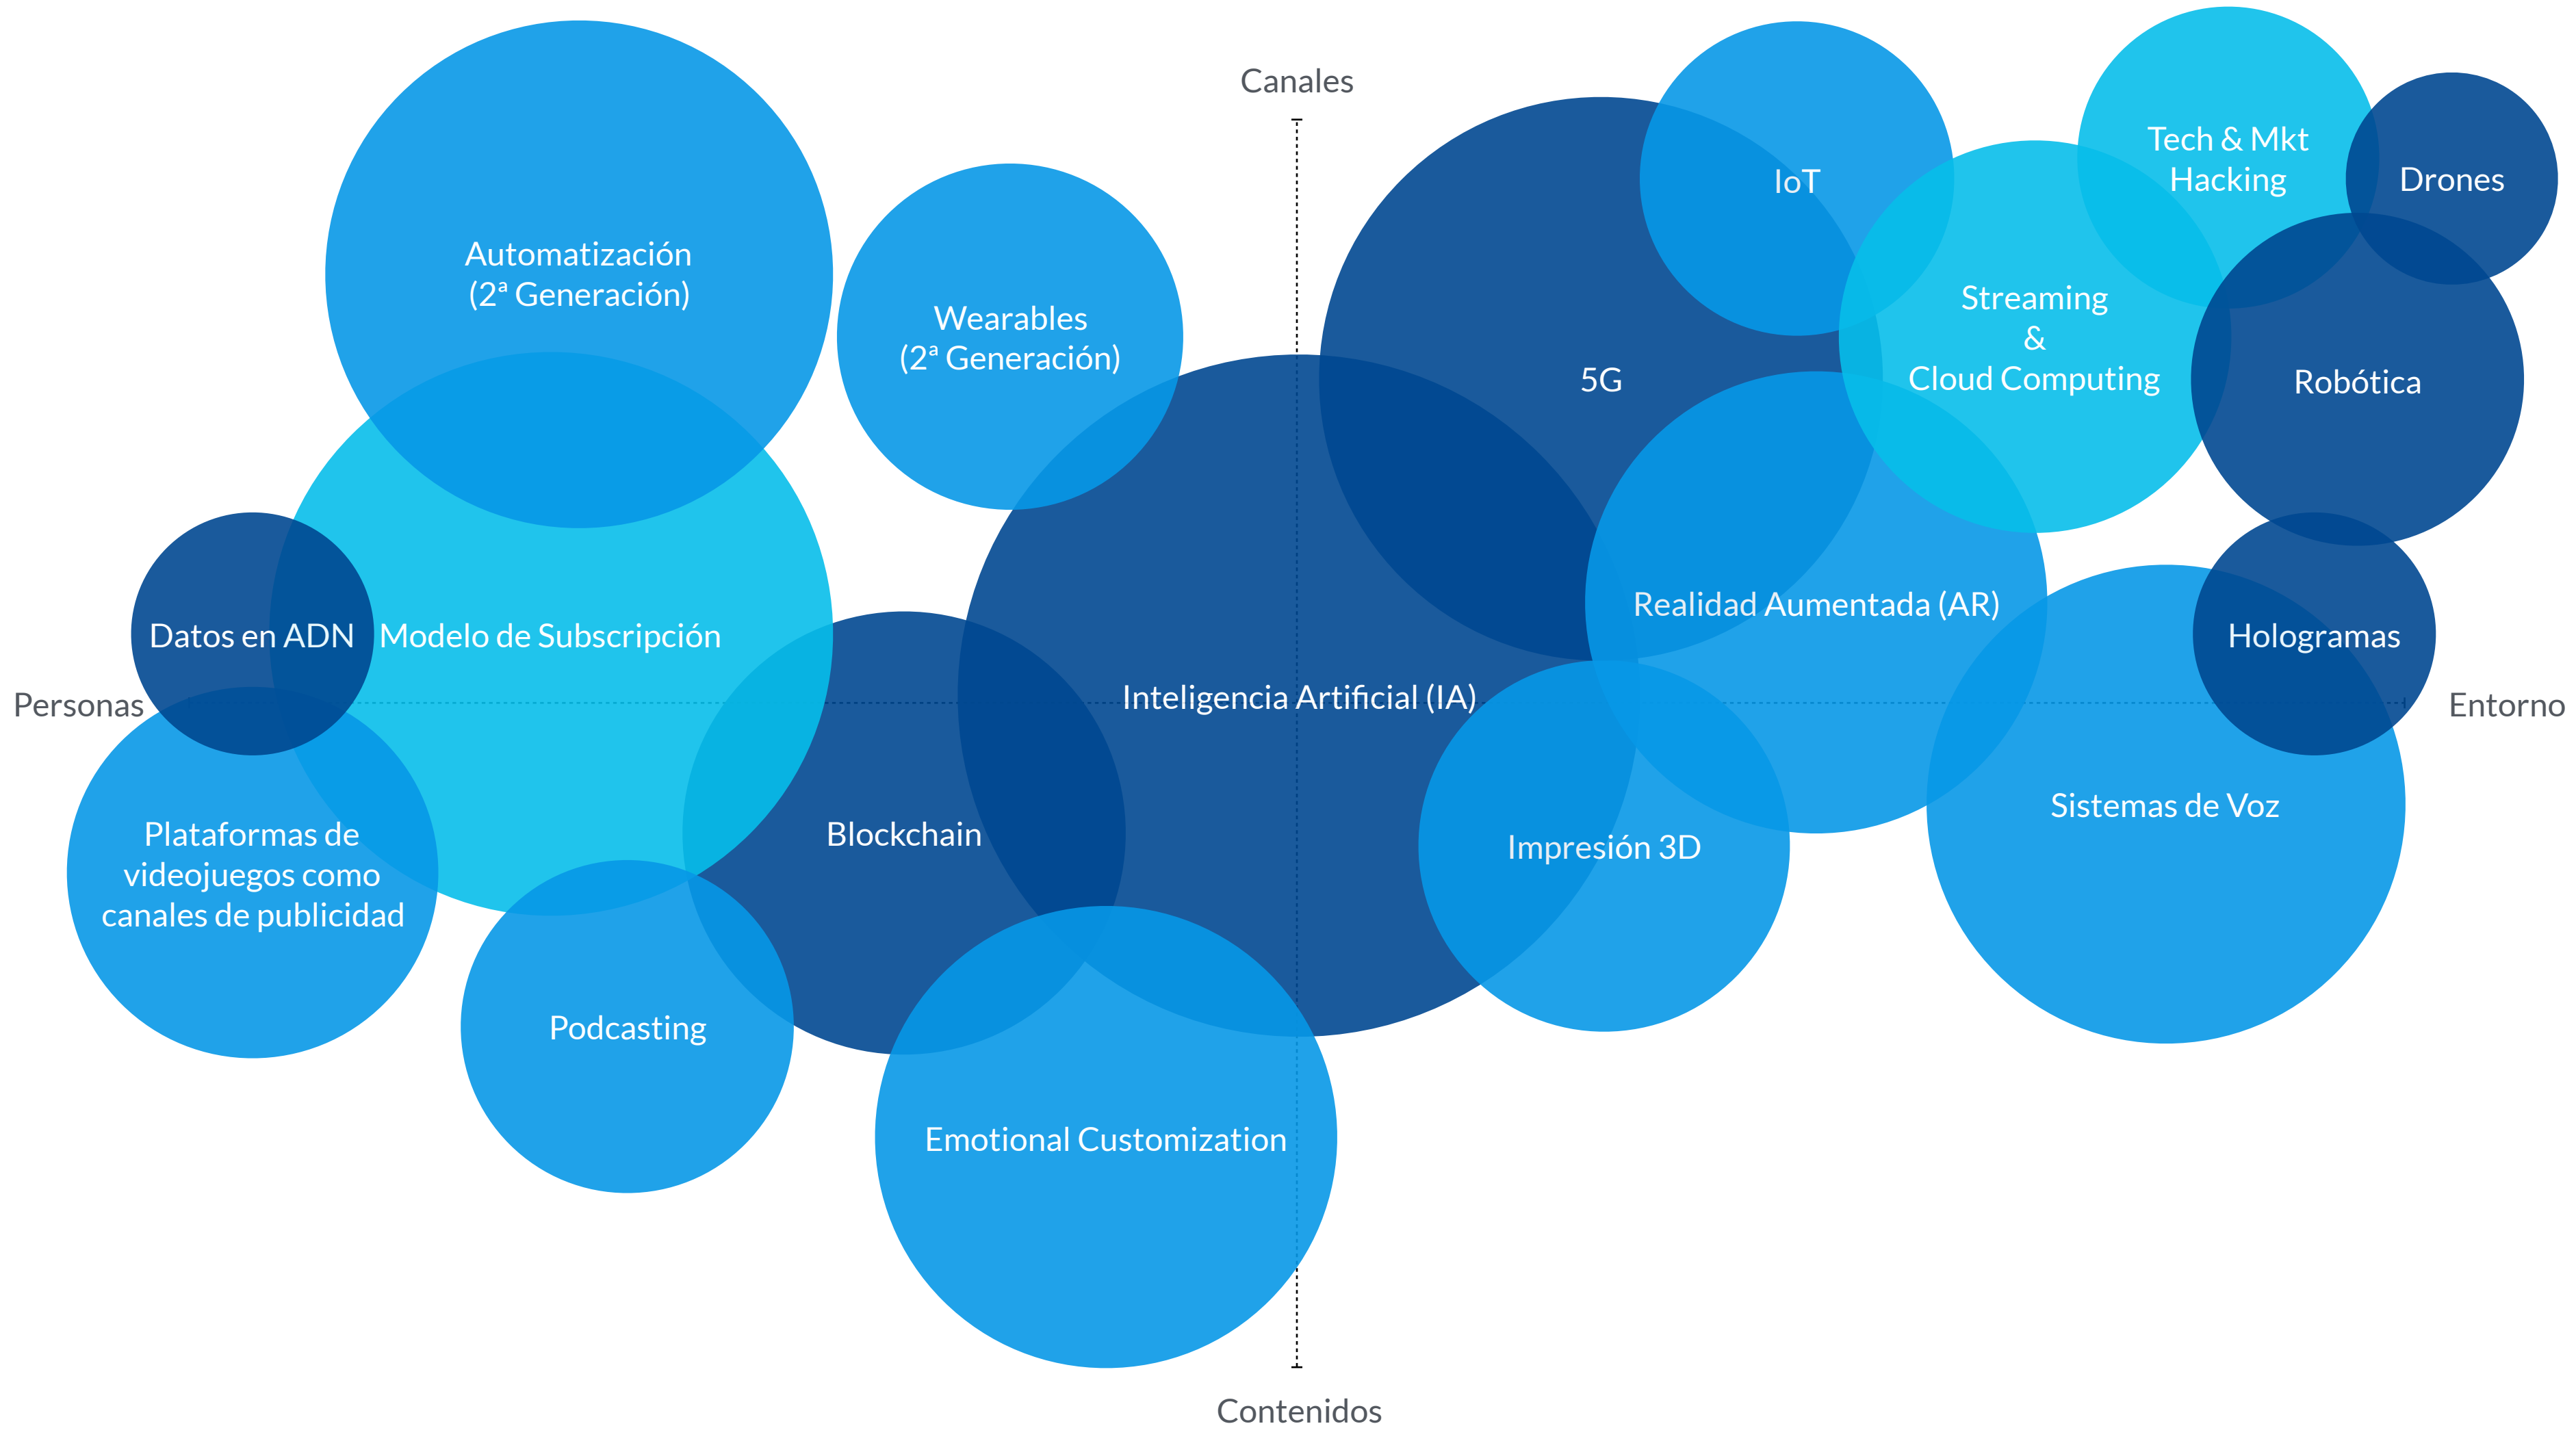 Canales
Tech & Mkt
Hacking
Drones
IoT
Automatización
(2ª Generación)
Wearables
(2ª Generación)
Streaming
&
Cloud Computing
5G
Robótica
Realidad Aumentada (AR)
Datos en ADN
Modelo de Subscripción
Hologramas
Personas
Inteligencia Artificial (IA)
Entorno
Sistemas de Voz
Plataformas de
videojuegos como
canales de publicidad
Blockchain
Impresión 3D
Podcasting
Emotional Customization
Contenidos